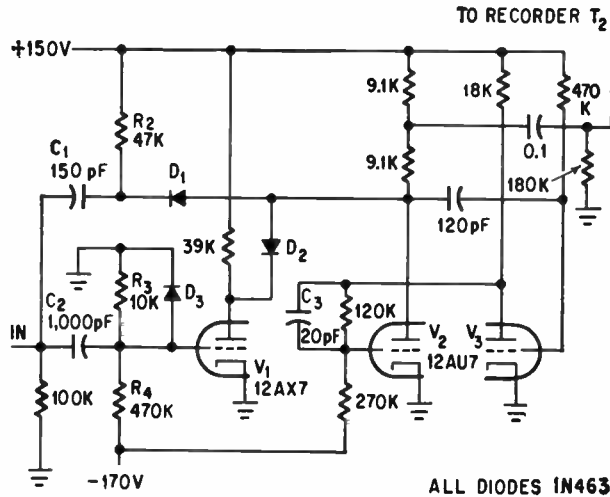 TO RECORDER T2
+150V
9.1K
18K
470
K
R2
47K
C1
150 pF
D1
9.1K
0.1
180K
39K
D2
120pF
R3
10K
D3
C2
1,000pF
C3
20pF
120K
IN
V1
12AX7
V2
V3
12AU7
100K
R4
470K
270K
-170V
ALL DIODES 1N463